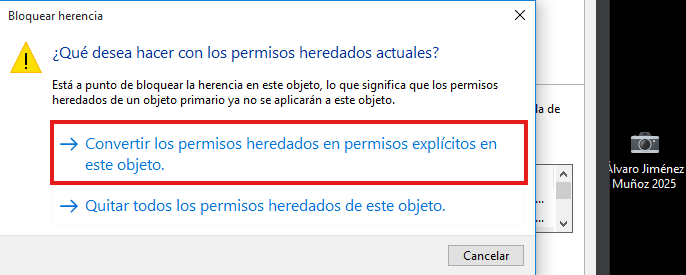 Bloquear herencia
¿Qué desea hacer con los permisos heredados actuales?
Está a punto de bloquear la herencia en este objeto, lo que significa que los permisos
heredados de un objeto primario ya no se aplicarán a este objeto.
Convertir los permisos heredados en permisos explícitos en
este objeto.
Quitar todos los permisos heredados de este objeto.
Cancelar
la de
...
...
Álvaro Jiménez
Muñoz 2025